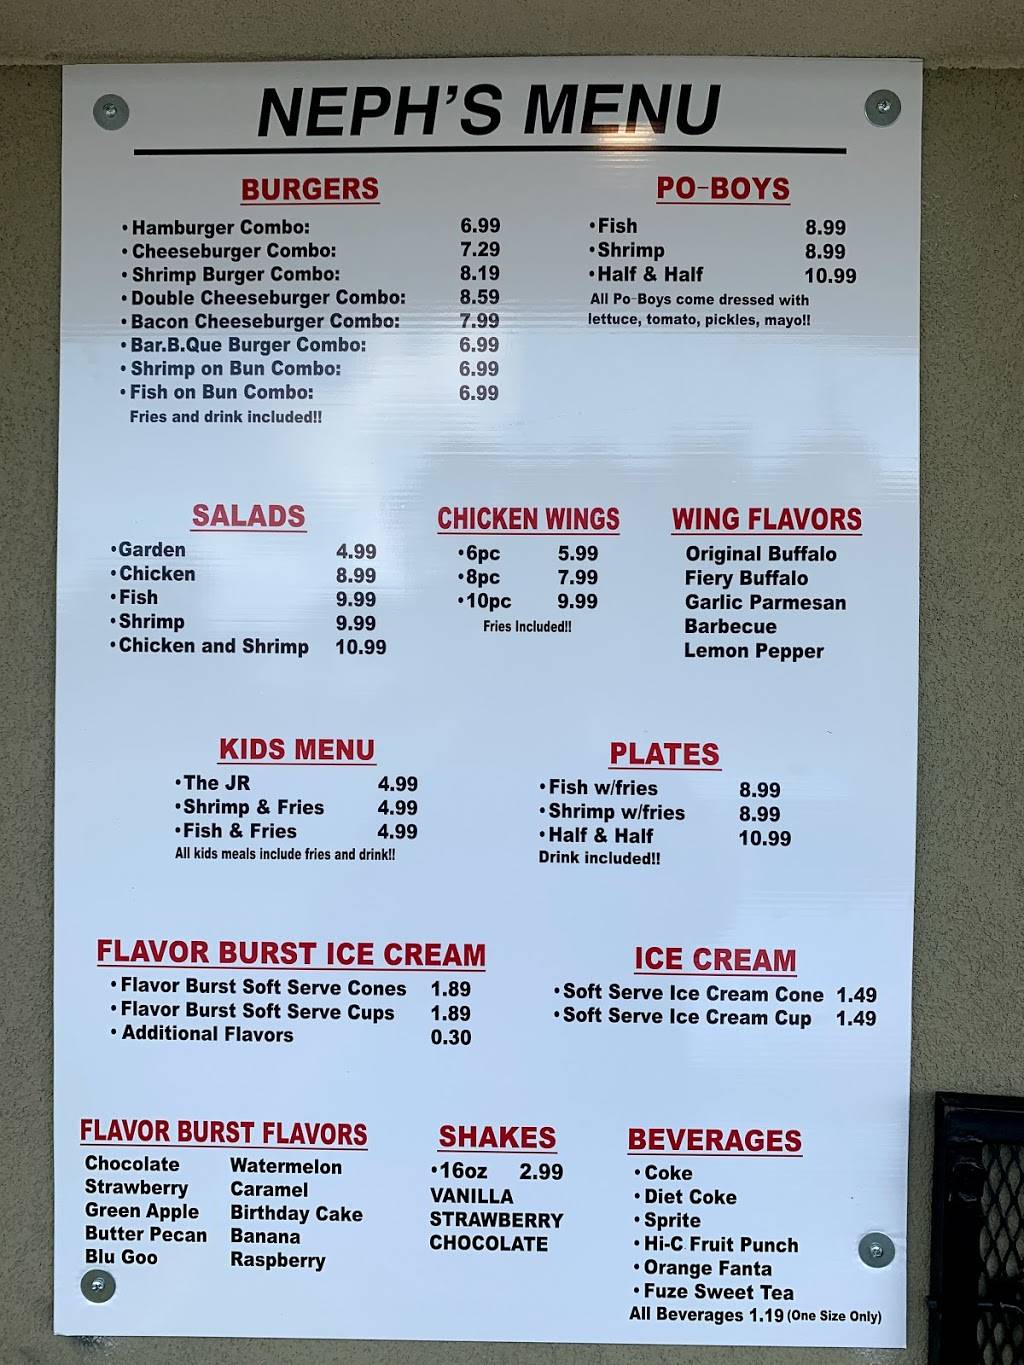 NEPH'S MENU
BURGERS
• Hamburger Combo: 6.99
• Cheeseburger Combo: 7.29
• Shrimp Burger Combo: 8.19
• Double Cheeseburger Combo: 8.59
• Bacon Cheeseburger Combo: 7.99
• Bar.B.Que Burger Combo: 6.99
• Shrimp on Bun Combo: 6.99
• Fish on Bun Combo: 6.99
Fries and drink included!!
PO-BOYS
•Fish 8.99
•Shrimp 8.99
•Half & Half 10.99
All Po-Boys come dressed with
lettuce, tomato, pickles, mayo!!
SALADS
•Garden 4.99
•Chicken 8.99
•Fish 9.99
•Shrimp 9.99
•Chicken and Shrimp 10.99
CHICKEN WINGS
•6pc 5.99
•8pc 7.99
•10pc 9.99
Fries Included!!
WING FLAVORS
Original Buffalo
Fiery Buffalo
Garlic Parmesan
Barbecue
Lemon Pepper
KIDS MENU
•The JR 4.99
•Shrimp & Fries 4.99
•Fish & Fries 4.99
All kids meals include fries and drink!!
PLATES
•Fish w/fries 8.99
•Shrimp w/fries 8.99
•Half & Half 10.99
Drink included!!
FLAVOR BURST ICE CREAM
•Flavor Burst Soft Serve Cones 1.89
•Flavor Burst Soft Serve Cups 1.89
• Additional Flavors 0.30
ICE CREAM
•Soft Serve Ice Cream Cone 1.49
•Soft Serve Ice Cream Cup 1.49
FLAVOR BURST FLAVORS
Chocolate Watermelon
Strawberry Caramel
Green Apple Birthday Cake
Butter Pecan Banana
Blu Goo Raspberry
SHAKES
•16oz 2.99
VANILLA
STRAWBERRY
CHOCOLATE
BEVERAGES
• Coke
• Diet Coke
• Sprite
• Hi-C Fruit Punch
• Orange Fanta
• Fuze Sweet Tea
All Beverages 1.19 (One Size Only)